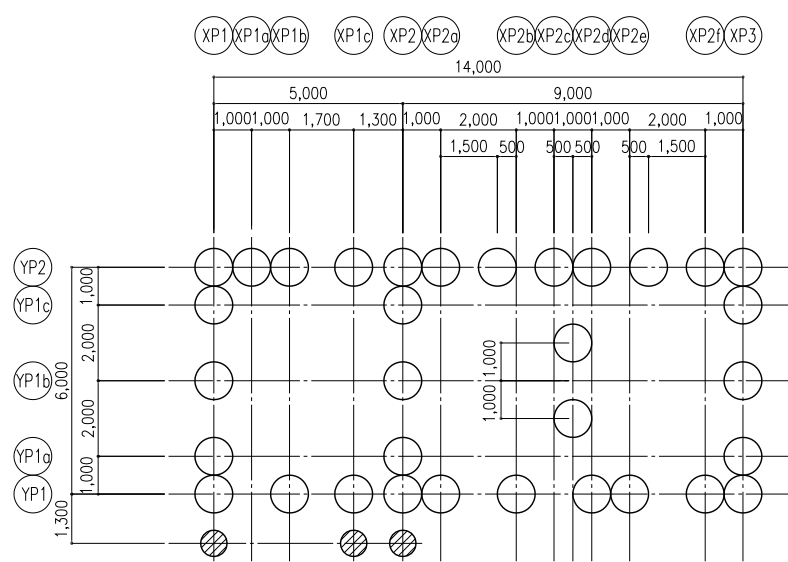 XP1 XP1a XP1b XP1c XP2 XP2a XP2b XP2c XP2d XP2e XP2f XP3
14,000
5,000 9,000
1,000 1,000 1,700 1,300 1,000 2,000 1,000 1,000 1,000 2,000 1,000
1,500 500 500 500 500 1,500
YP2
1,000
YP1c
2,000
1,000
YP1b
6,000
1,000
2,000
YP1a
1,000
YP1
1,300